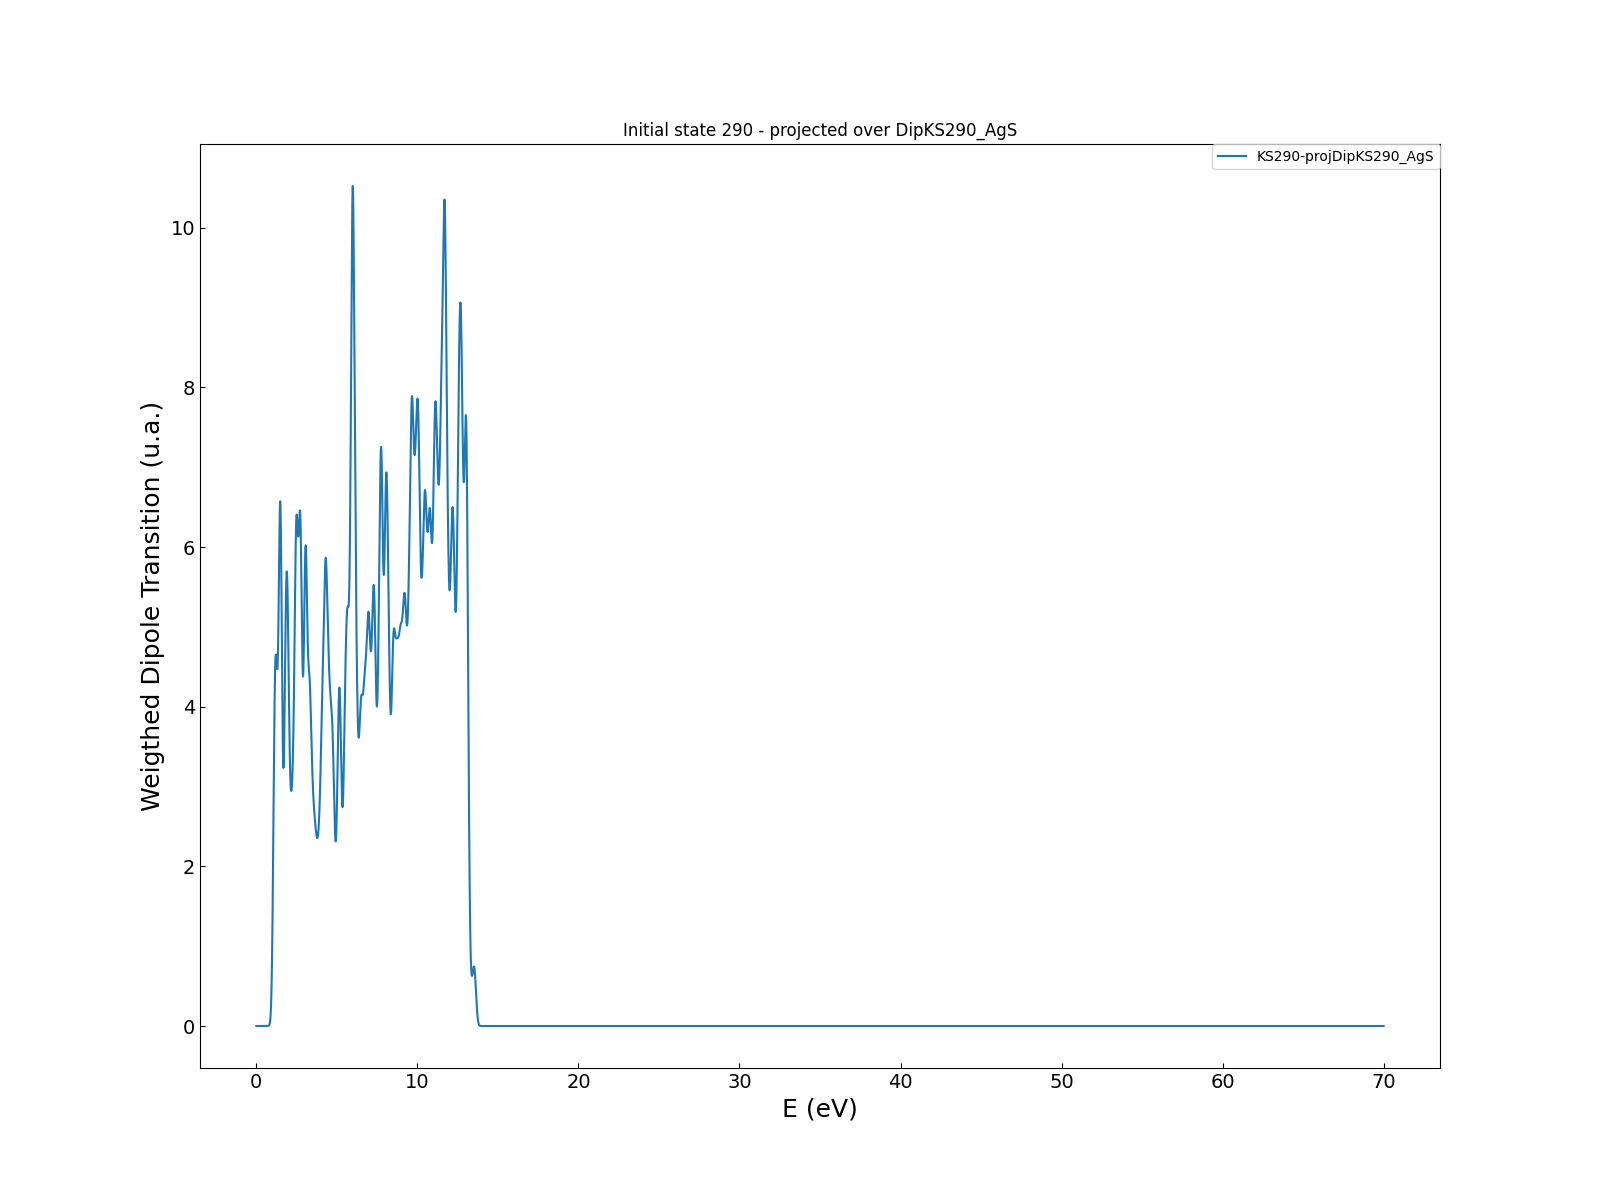 Initial state 290 - projected over DipKS290_AgS
KS290-projDipKS290_AgS
Weigthed Dipole Transition (u.a.)
10
8
6
4
2
0
0 10 20 30 40 50 60 70
E (eV)